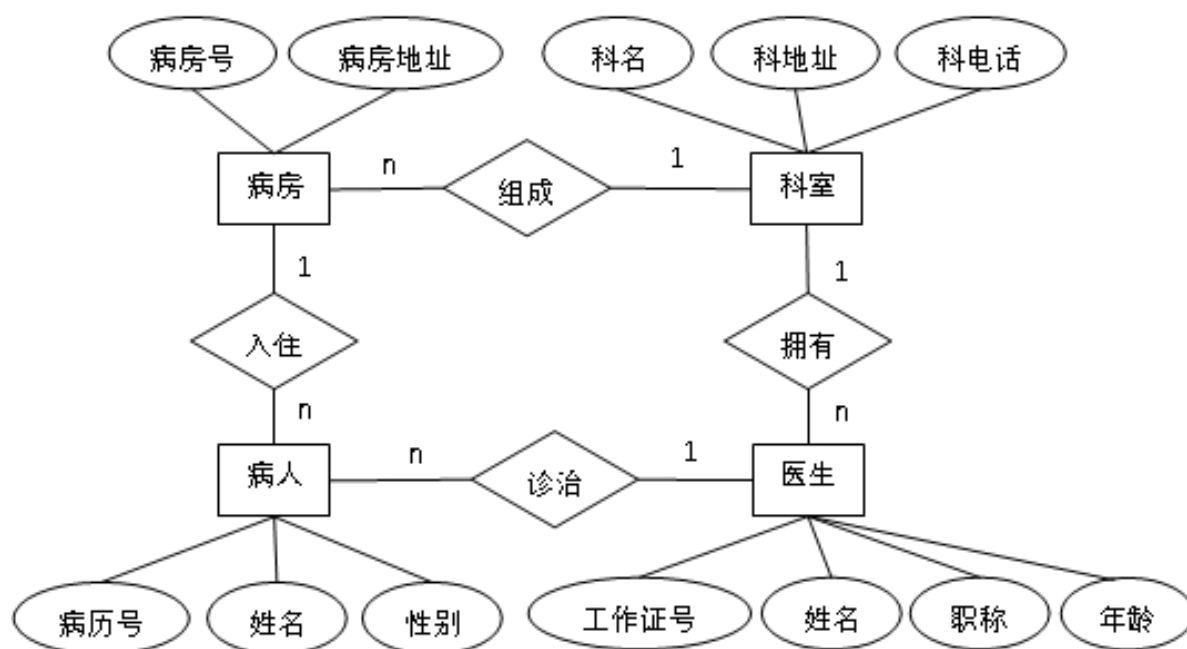 病房号 病房地址 科名 科地址 科电话
病房 n 组成 1 科室
1 1
入住 拥有
n n
病人 n 诊治 1 医生
病历号 姓名 性别 工作证号 姓名 职称 年龄